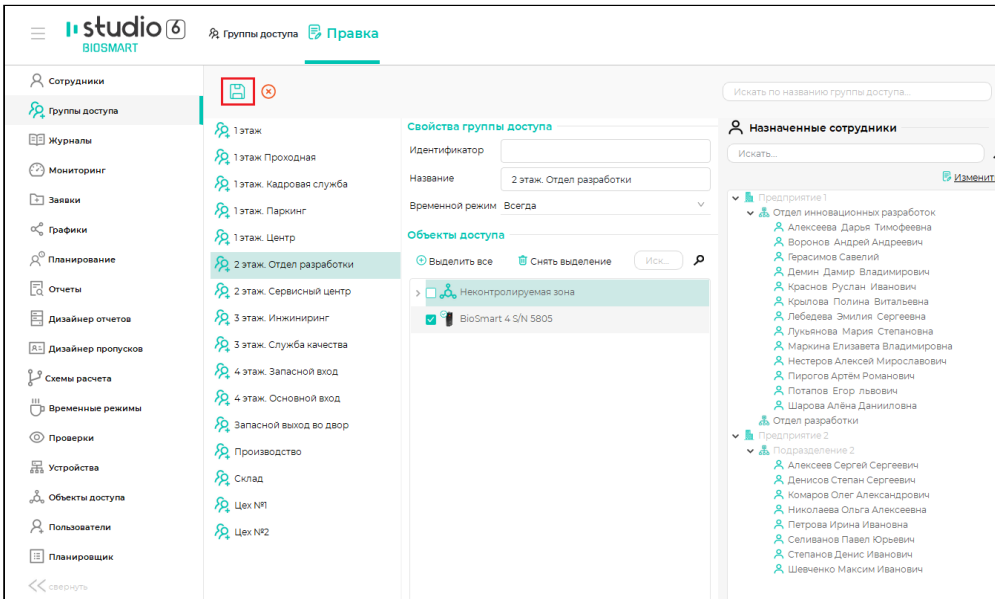 studio 6
BIOSMART
Группы доступа
Правка
Сотрудники
Группы доступа
Журналы
Мониторинг
Заявки
Графики
Планирование
Отчеты
Дизайнер отчетов
Дизайнер пропусков
Схемы расчета
Временные режимы
Проверки
Устройства
Объекты доступа
Пользователи
Планировщик
свернуть
1 этаж
1 этаж Проходная
1 этаж. Кадровая служба
1 этаж. Паркинг
1 этаж. Центр
2 этаж. Отдел разработки
2 этаж. Сервисный центр
3 этаж. Инжиниринг
3 этаж. Служба качества
4 этаж. Запасной вход
4 этаж. Основной вход
Запасной выход во двор
Производство
Склад
Цех №1
Цех №2
Свойства группы доступа
Идентификатор
Название 2 этаж. Отдел разработки
Временной режим Всегда
Объекты доступа
Выделить все Снять выделение Иск...
Неконтролируемая зона
BioSmart 4 S/N 5805
Искать по названию группы доступа...
Назначенные сотрудники
Искать...
Изменить
Предприятие 1
Отдел инновационных разработок
Алексеева Дарья Тимофеевна
Воронов Андрей Андреевич
Герасимов Савелий
Демин Дамир Владимирович
Краснов Руслан Иванович
Крылова Полина Витальевна
Лебедева Эмилия Сергеевна
Лукьянова Мария Степановна
Маркина Елизавета Владимировна
Нестеров Алексей Мирославович
Пирогов Артём Романович
Потапов Егор львович
Шарова Алёна Данииловна
Отдел разработки
Предприятие 2
Подразделение 2
Алексеев Сергей Сергеевич
Денисов Степан Сергеевич
Комаров Олег Александрович
Николаева Ольга Алексеевна
Петрова Ирина Ивановна
Селиванов Павел Юрьевич
Степанов Денис Иванович
Шевченко Максим Иванович